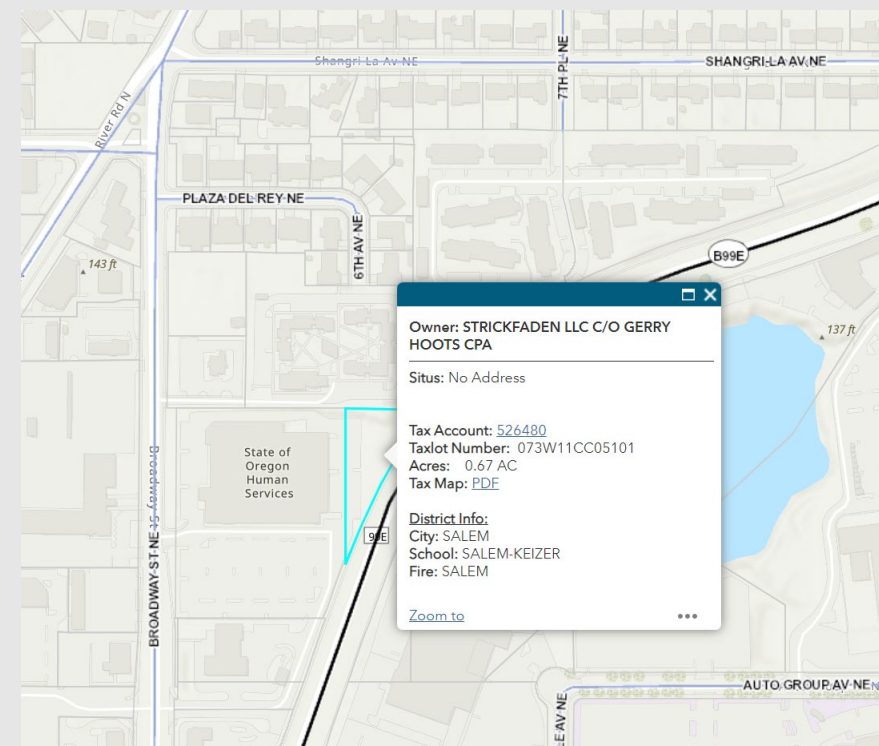 Shangri La Av NE
SHANGRI-LA AV NE
7TH PL NE
River Rd N
PLAZA DEL REY NE
6TH AV NE
B99E
143 ft
137 ft
Owner: STRICKFADEN LLC C/O GERRY
HOOTS CPA
Situs: No Address
Tax Account: 526480
Taxlot Number: 073W11CC05101
Acres: 0.67 AC
Tax Map: PDF
District Info:
City: SALEM
School: SALEM-KEIZER
Fire: SALEM
Zoom to
State of
Oregon
Human
Services
99E
Broadway St NE
BROADWAY ST NE
AUTO GROUP AV NE